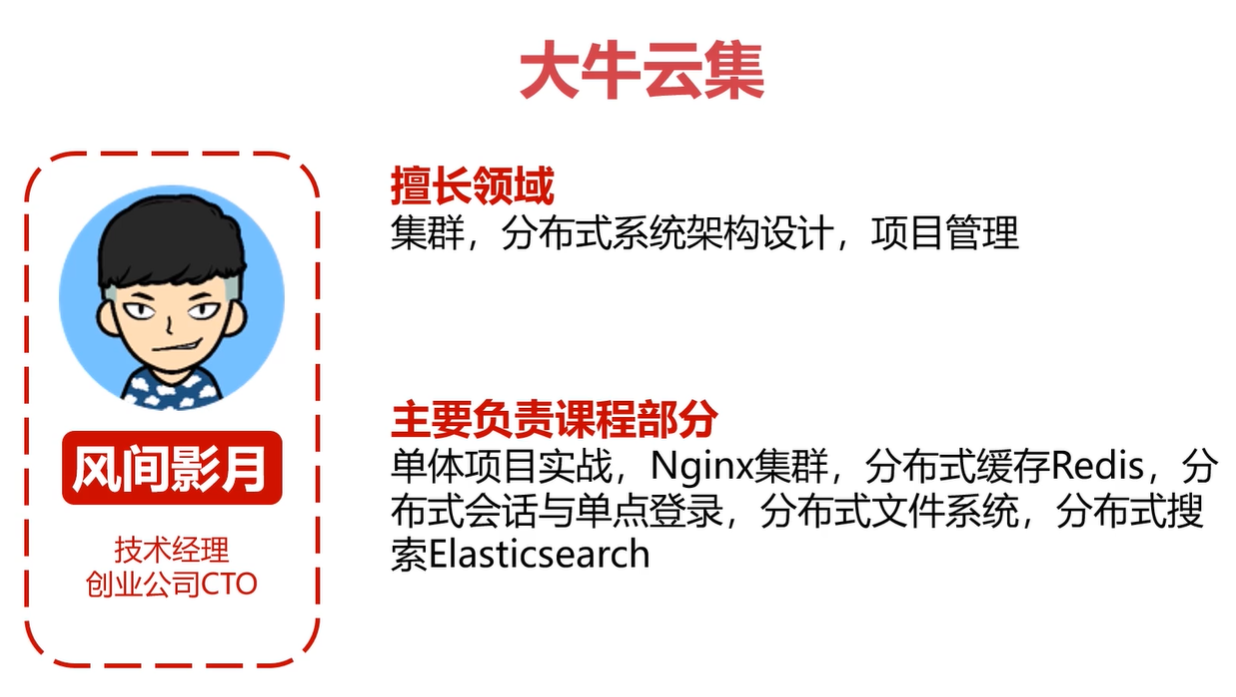 大牛云集
风间影月
技术经理
创业公司CTO
擅长领域
集群，分布式系统架构设计，项目管理
主要负责课程部分
单体项目实战，Nginx集群，分布式缓存Redis，分
布式会话与单点登录，分布式文件系统，分布式搜
索Elasticsearch